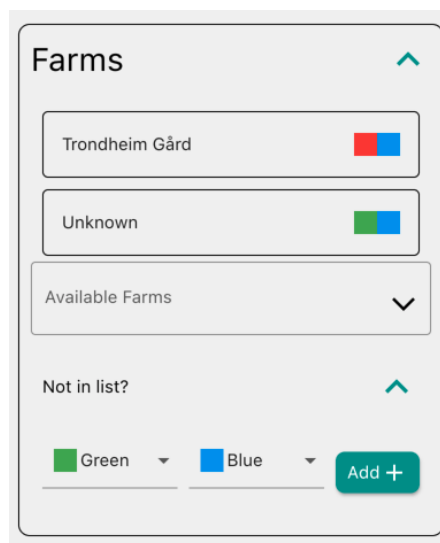 Farms
Trondheim Gård
Unknown
Available Farms
Not in list?
Green Blue Add +